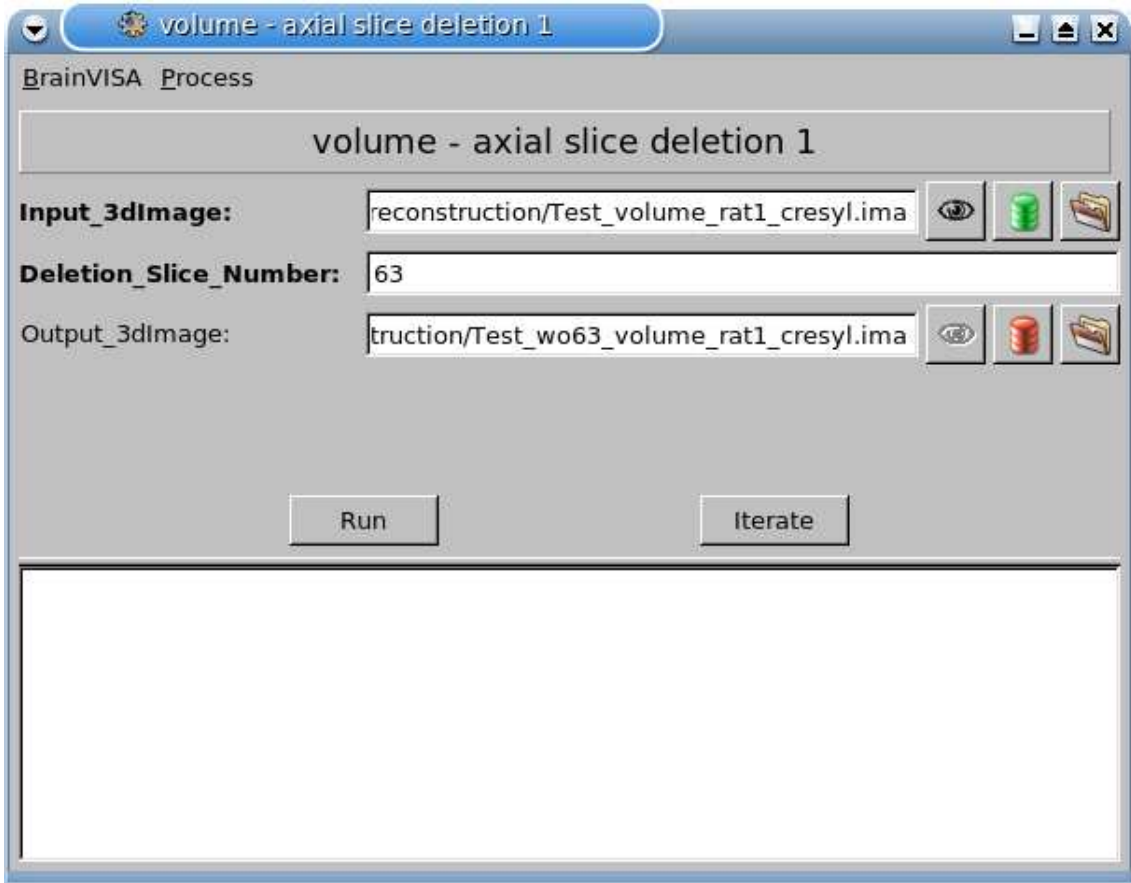 volume - axial slice deletion 1
BrainVISA Process
volume - axial slice deletion 1
Input_3dImage: reconstruction/Test_volume_rat1_cresyl.ima
Deletion_Slice_Number: 63
Output_3dImage: truction/Test_wo63_volume_rat1_cresyl.ima
Run Iterate